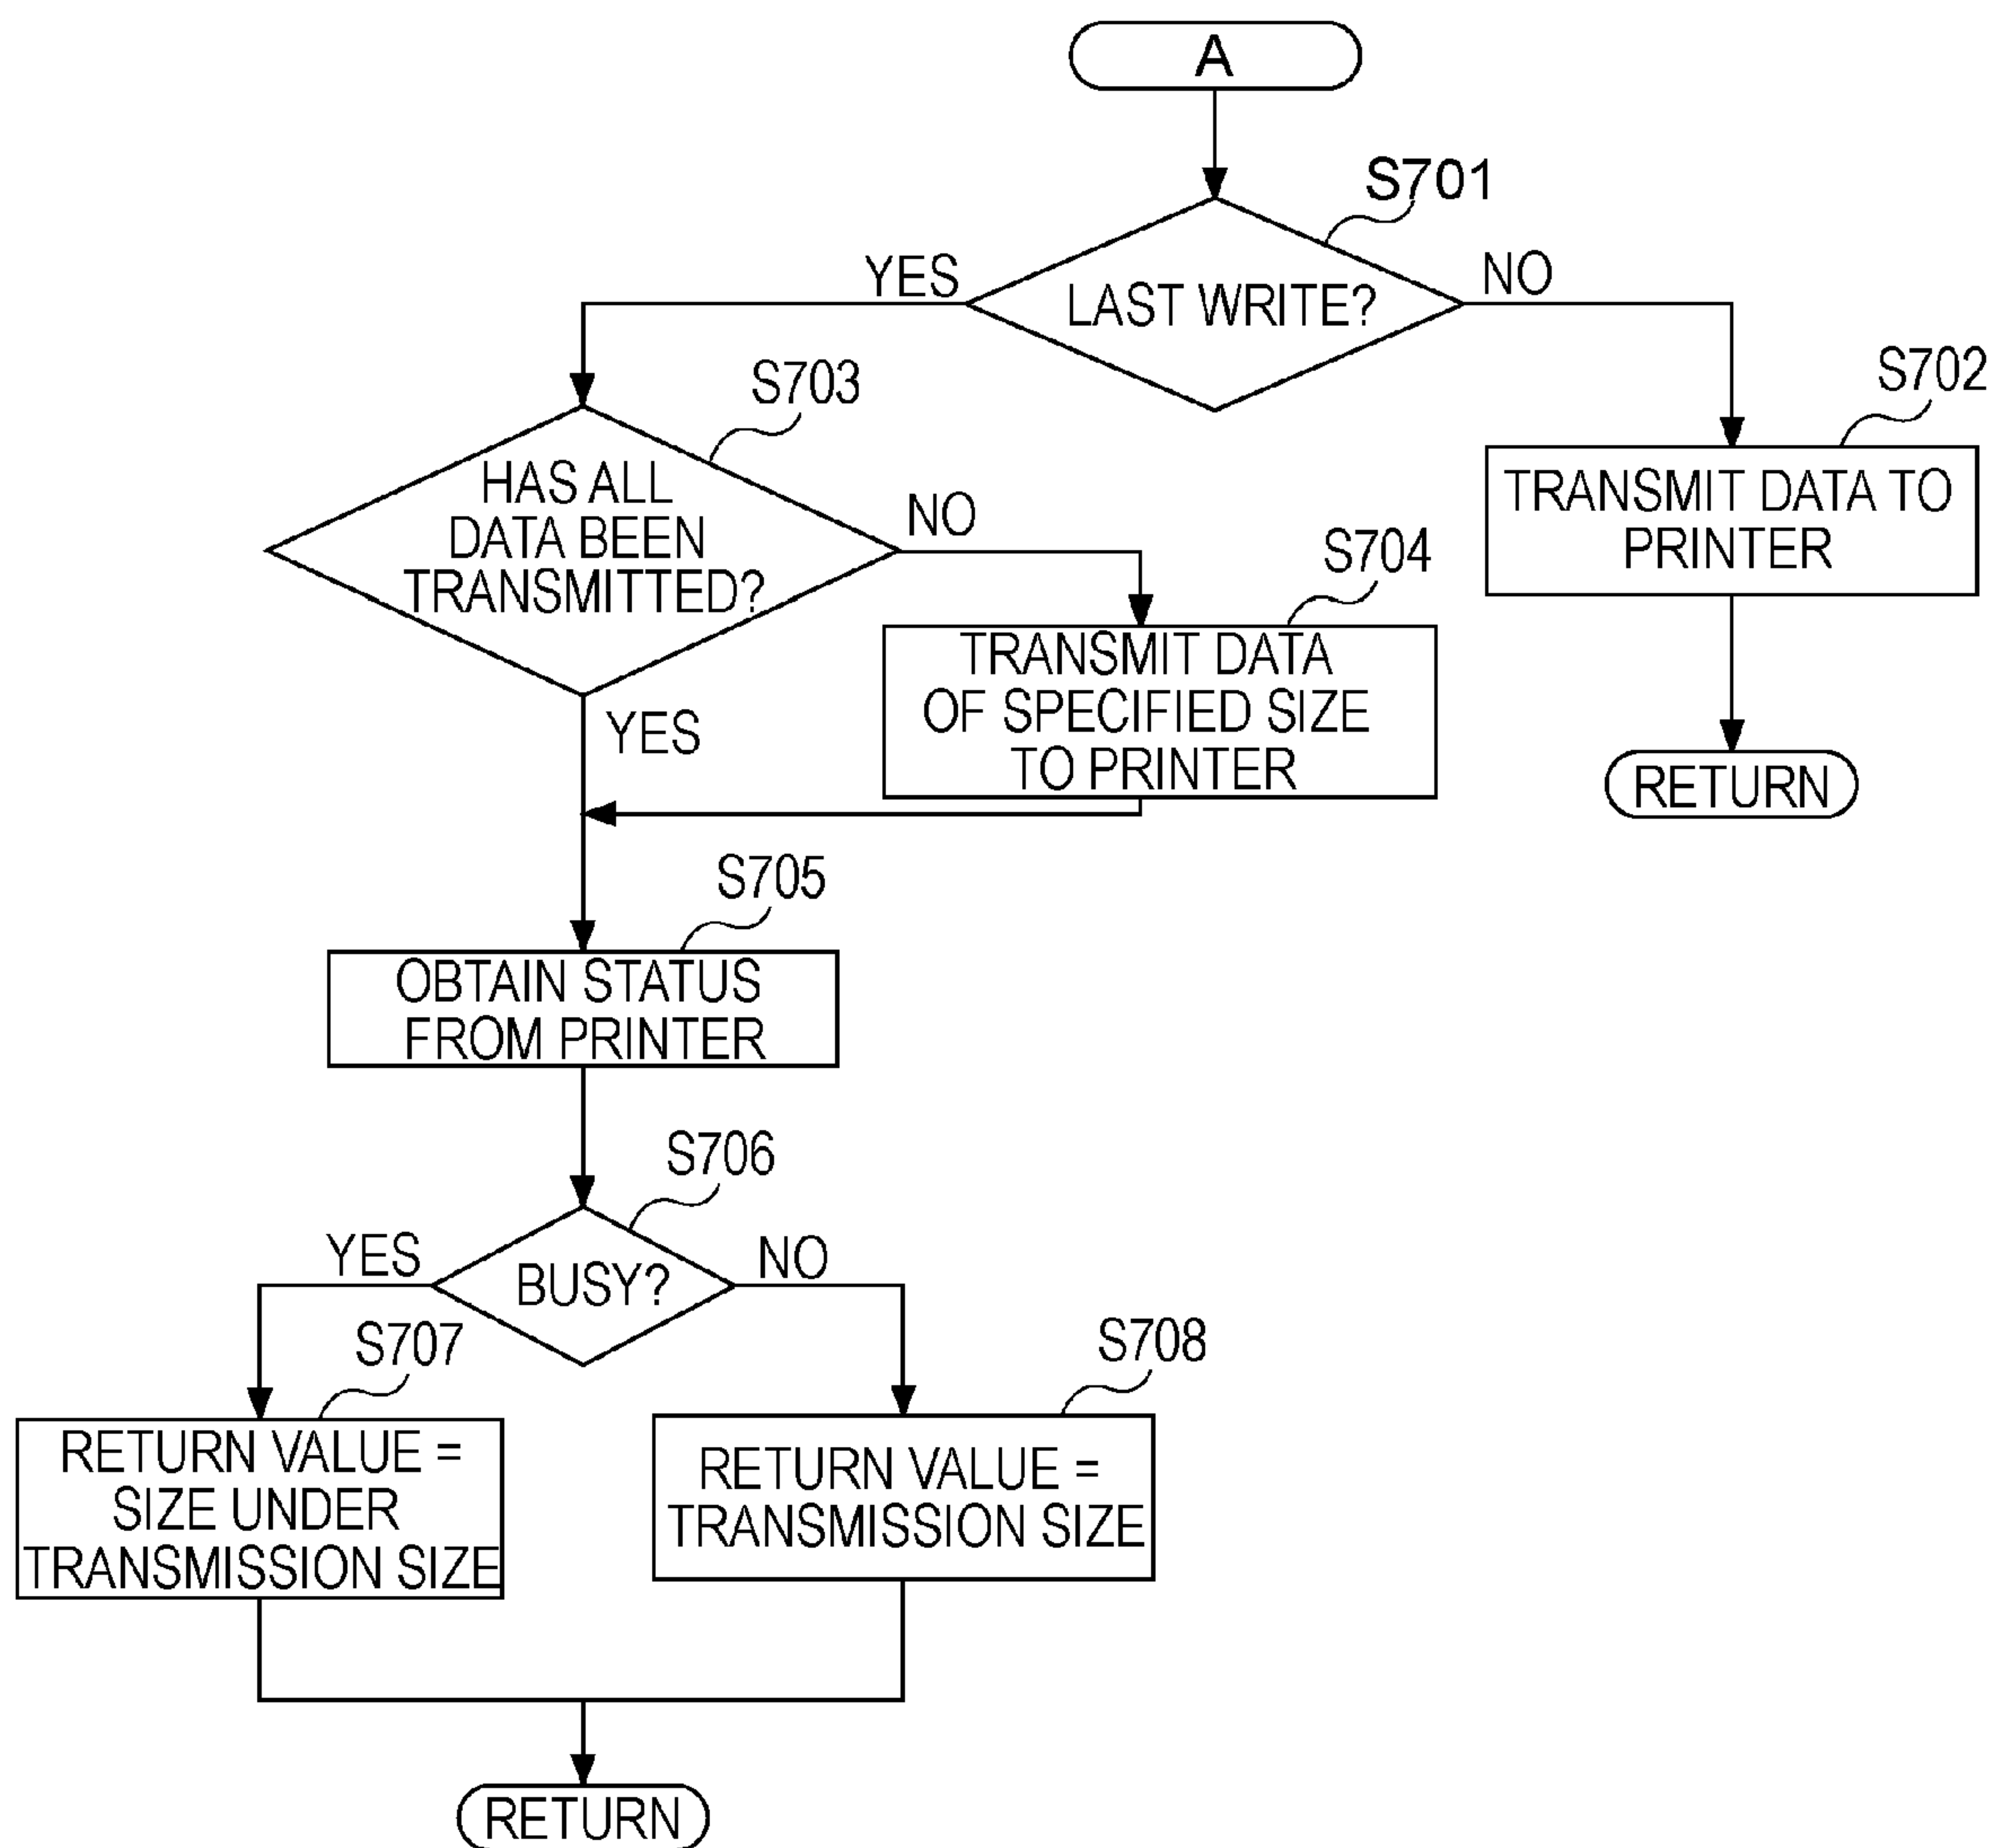 A
S701
YES
LAST WRITE?
NO
S702
TRANSMIT DATA TO
PRINTER
RETURN
S703
HAS ALL
DATA BEEN
TRANSMITTED?
NO
S704
TRANSMIT DATA
OF SPECIFIED SIZE
TO PRINTER
YES
S705
OBTAIN STATUS
FROM PRINTER
S706
YES
BUSY?
NO
S707
RETURN VALUE =
SIZE UNDER
TRANSMISSION SIZE
S708
RETURN VALUE =
TRANSMISSION SIZE
RETURN